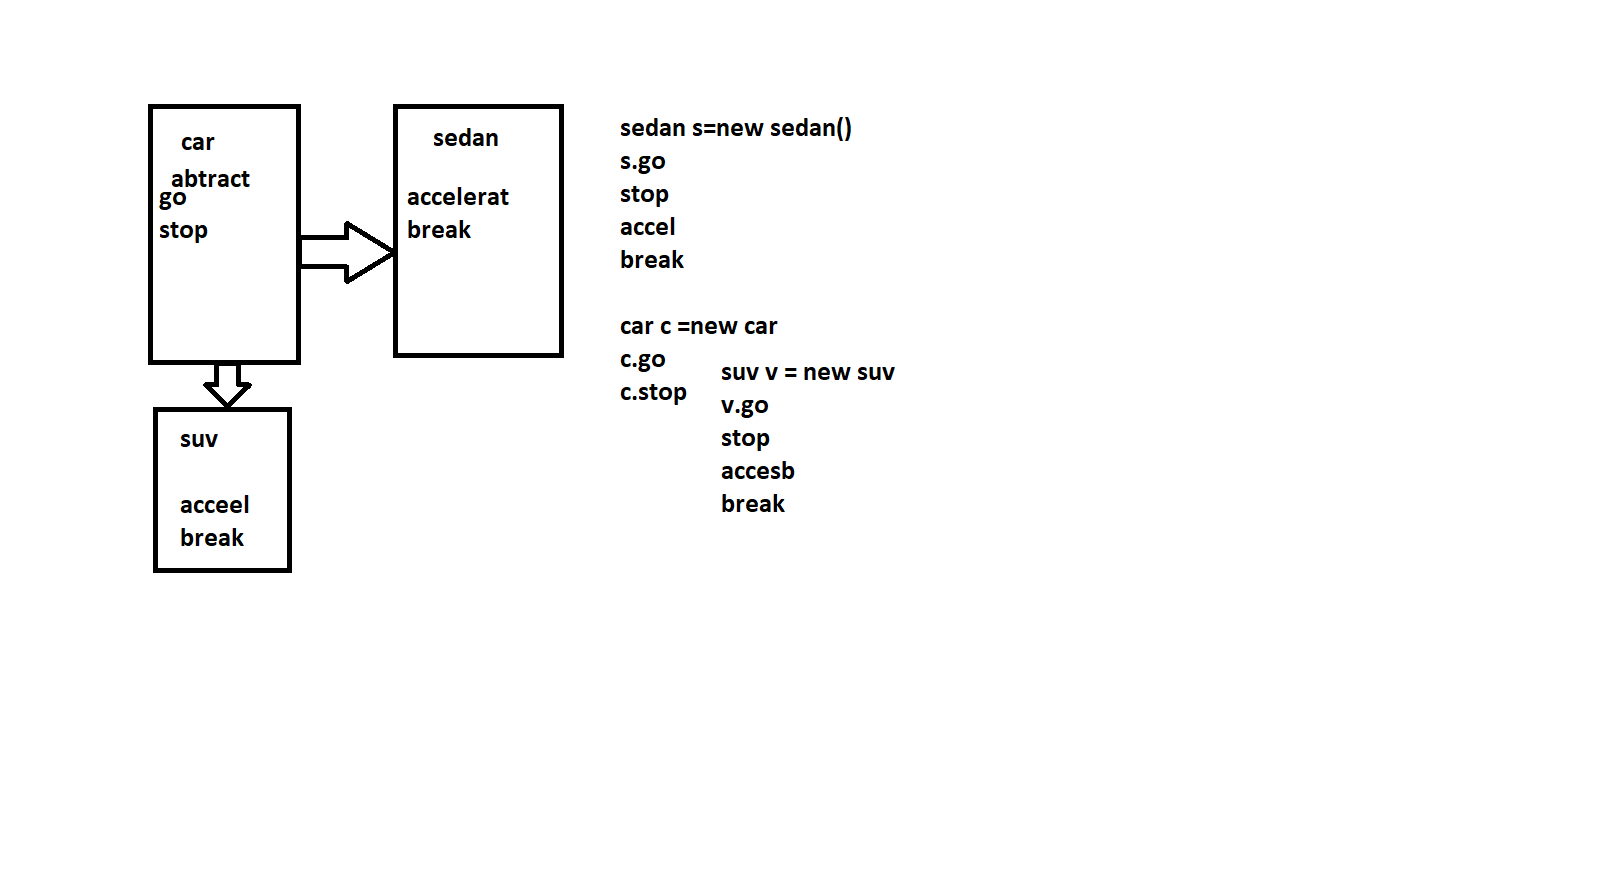 car
abtract
go
stop
sedan
accelerat
break
suv
acceel
break
sedan s=new sedan()
s.go
stop
accel
break
car c =new car
c.go
c.stop
suv v = new suv
v.go
stop
accesb
break